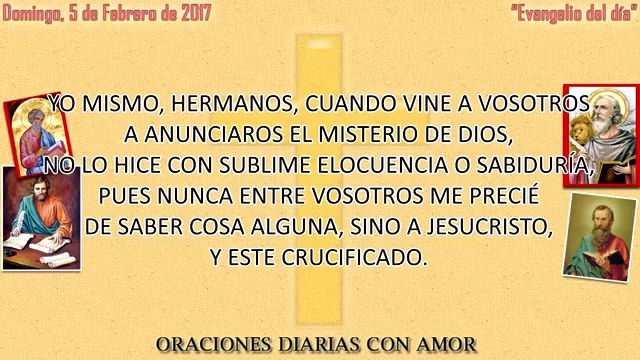 Domingo, 5 de Febrero de 2017
"Evangelio del día"
YO MISMO, HERMANOS, CUANDO VINE A VOSOTROS
A ANUNCIAROS EL MISTERIO DE DIOS,
NO LO HICE CON SUBLIME ELOCUENCIA O SABIDURÍA,
PUES NUNCA ENTRE VOSOTROS ME PRECIÉ
DE SABER COSA ALGUNA, SINO A JESUCRISTO,
Y ESTE CRUCIFICADO.
ORACIONES DIARIAS CON AMOR